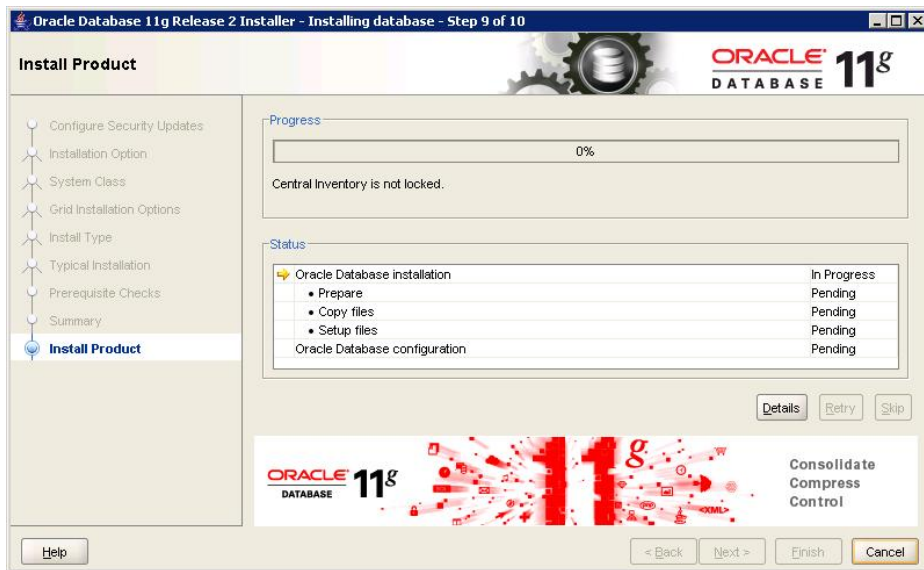 Oracle Database 11g Release 2 Installer - Installing database - Step 9 of 10
Install Product
ORACLE DATABASE 11g
Configure Security Updates
Installation Option
System Class
Grid Installation Options
Install Type
Typical Installation
Prerequisite Checks
Summary
Install Product
Progress
0%
Central Inventory is not locked.
Status
Oracle Database installation In Progress
• Prepare Pending
• Copy files Pending
• Setup files Pending
Oracle Database configuration Pending
Details Retry Skip
ORACLE DATABASE 11g
11g
<XML>
Consolidate
Compress
Control
Help < Back Next > Finish Cancel